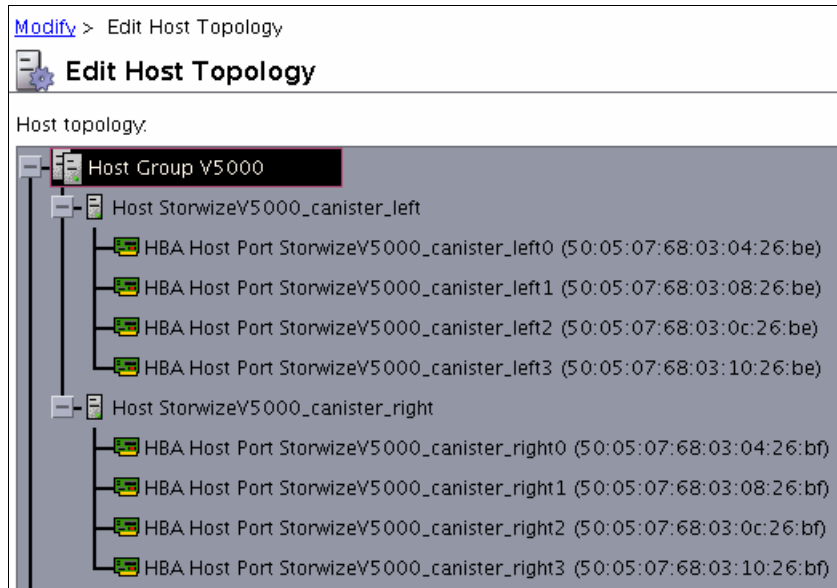 Modify > Edit Host Topology
Edit Host Topology
Host topology:
Host Group V5000
Host StorwizeV5000_canister_left
HBA Host Port StorwizeV5000_canister_left0 (50:05:07:68:03:04:26:be)
HBA Host Port StorwizeV5000_canister_left1 (50:05:07:68:03:08:26:be)
HBA Host Port StorwizeV5000_canister_left2 (50:05:07:68:03:0c:26:be)
HBA Host Port StorwizeV5000_canister_left3 (50:05:07:68:03:10:26:be)
Host StorwizeV5000_canister_right
HBA Host Port StorwizeV5000_canister_right0 (50:05:07:68:03:04:26:bf)
HBA Host Port StorwizeV5000_canister_right1 (50:05:07:68:03:08:26:bf)
HBA Host Port StorwizeV5000_canister_right2 (50:05:07:68:03:0c:26:bf)
HBA Host Port StorwizeV5000_canister_right3 (50:05:07:68:03:10:26:bf)